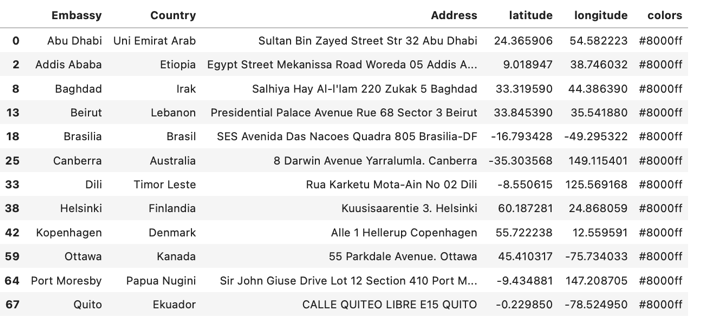 Embassy Country Address latitude longitude colors
0 Abu Dhabi Uni Emirat Arab Sultan Bin Zayed Street Str 32 Abu Dhabi 24.365906 54.582223 #8000ff
2 Addis Ababa Etiopia Egypt Street Mekanissa Road Woreda 05 Addis A... 9.018947 38.746032 #8000ff
8 Baghdad Irak Salhiya Hay Al-l'lam 220 Zukak 5 Baghdad 33.319590 44.386390 #8000ff
13 Beirut Lebanon Presidential Palace Avenue Rue 68 Sector 3 Beirut 33.845390 35.541880 #8000ff
18 Brasilia Brasil SES Avenida Das Nacoes Quadra 805 Brasilia-DF -16.793428 -49.295322 #8000ff
25 Canberra Australia 8 Darwin Avenue Yarralumla. Canberra -35.303568 149.115401 #8000ff
33 Dili Timor Leste Rua Karketu Mota-Ain No 02 Dili -8.550615 125.569168 #8000ff
38 Helsinki Finlandia Kuusisaarentie 3. Helsinki 60.187281 24.868059 #8000ff
42 Kopenhagen Denmark Alle 1 Hellerup Copenhagen 55.722238 12.559591 #8000ff
59 Ottawa Kanada 55 Parkdale Avenue. Ottawa 45.410317 -75.734033 #8000ff
64 Port Moresby Papua Nugini Sir John Giuse Drive Lot 12 Section 410 Port M... -9.434881 147.208705 #8000ff
67 Quito Ekuador CALLE QUITEO LIBRE E15 QUITO -0.229850 -78.524950 #8000ff